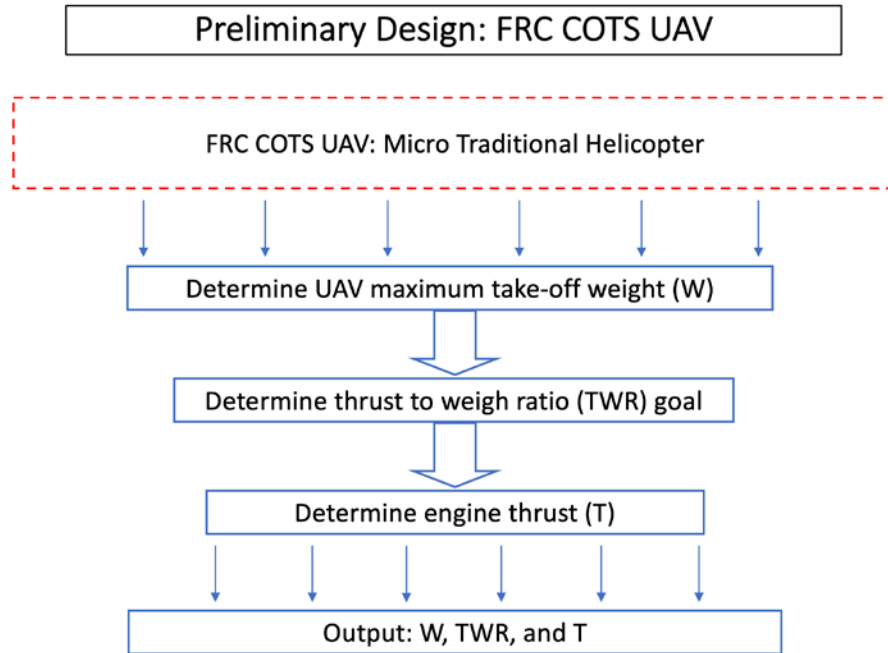 Preliminary Design: FRC COTS UAV
FRC COTS UAV: Micro Traditional Helicopter
Determine UAV maximum take-off weight (W)
Determine thrust to weigh ratio (TWR) goal
Determine engine thrust (T)
Output: W, TWR, and T